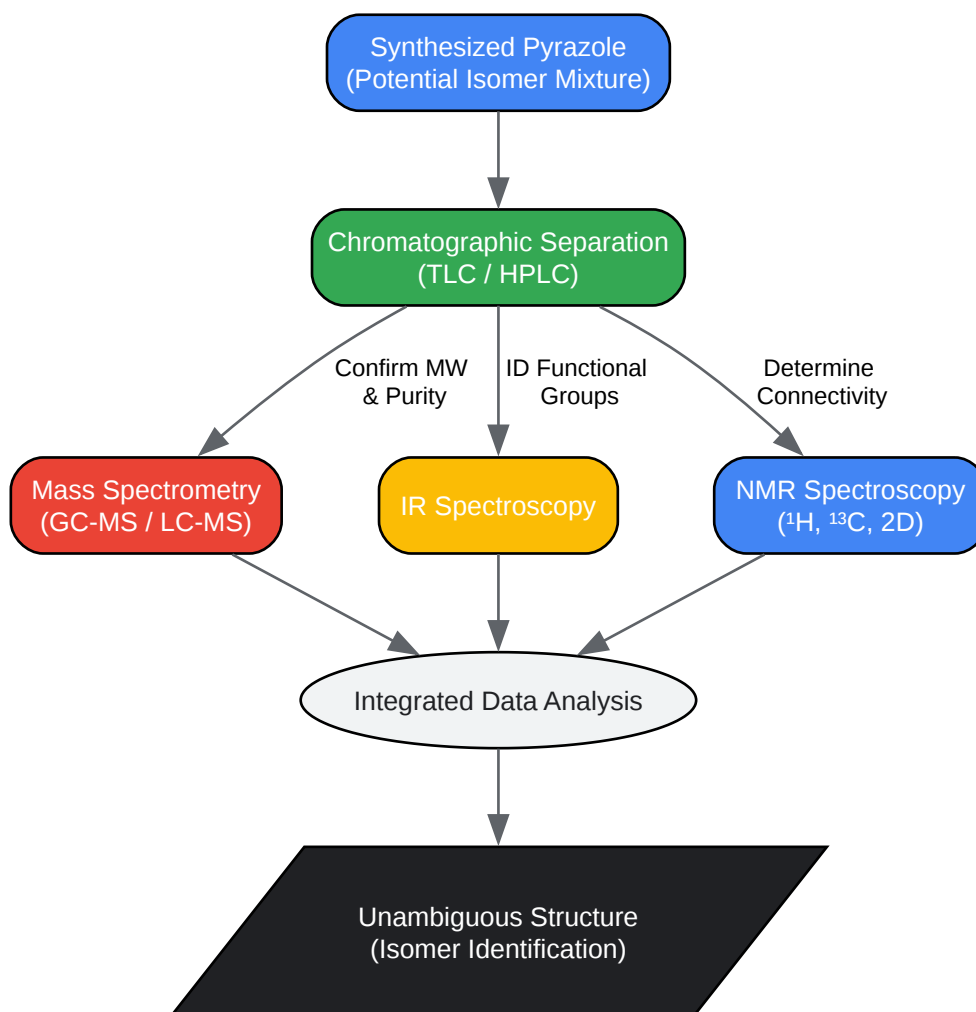 Synthesized Pyrazole
(Potential Isomer Mixture)
Chromatographic Separation
(TLC / HPLC)
Confirm MW
& Purity
ID Functional
Groups
Determine
Connectivity
Mass Spectrometry
(GC-MS / LC-MS)
IR Spectroscopy
NMR Spectroscopy
(¹H, ¹³C, 2D)
Integrated Data Analysis
Unambiguous Structure
(Isomer Identification)